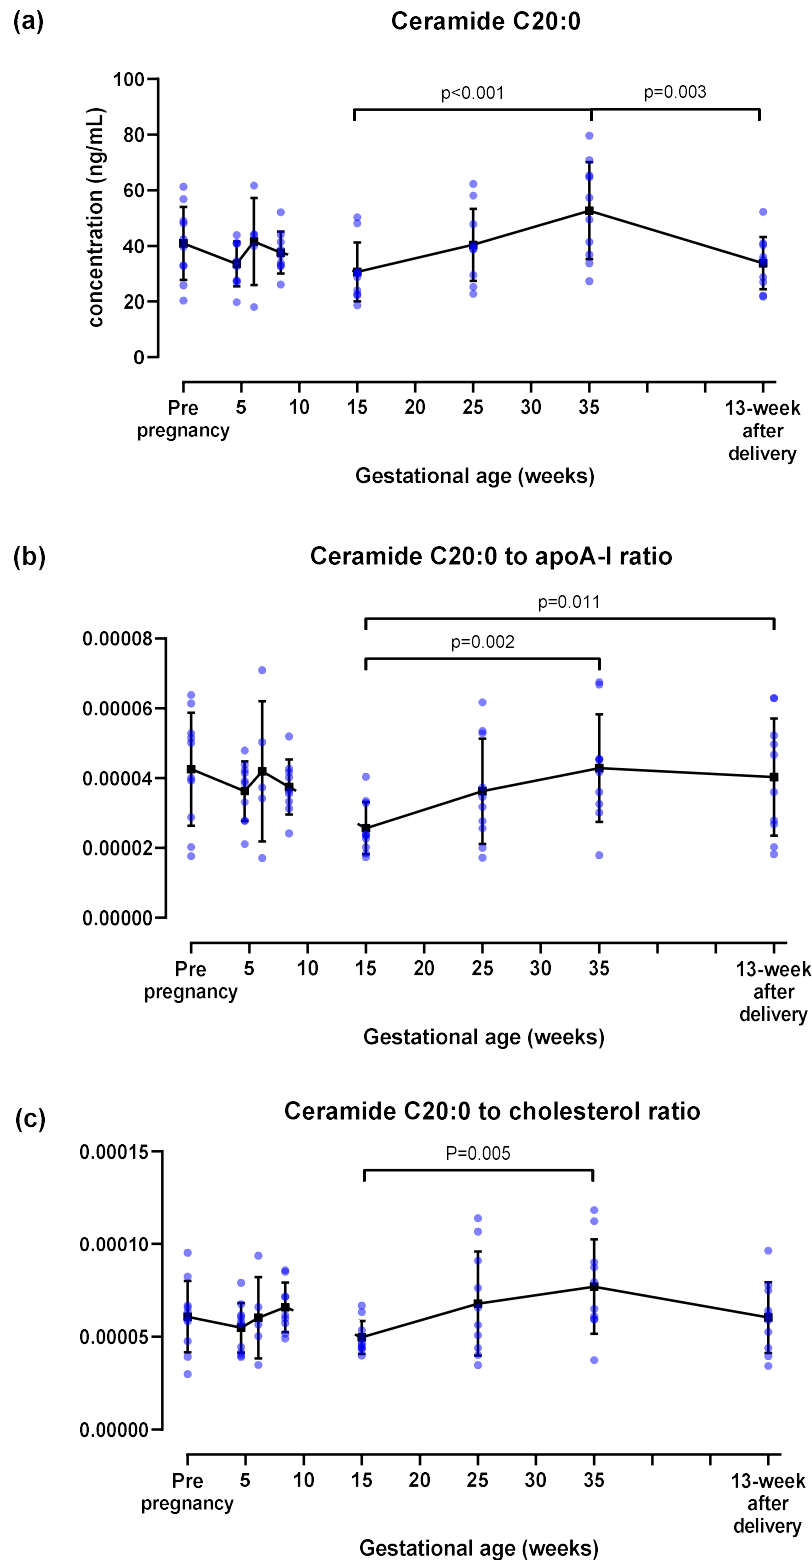 (a)
Ceramide C20:0
p<0.001
p=0.003
100
80
60
40
20
0
concentration (ng/mL)
Pre 5 10 15 20 25 30 35 13-week
pregnancy after
delivery
Gestational age (weeks)
(b)
Ceramide C20:0 to apoA-I ratio
p=0.011
p=0.002
0.00008
0.00006
0.00004
0.00002
0.00000
Pre 5 10 15 20 25 30 35 13-week
pregnancy after
delivery
Gestational age (weeks)
(c)
Ceramide C20:0 to cholesterol ratio
P=0.005
0.00015
0.00010
0.00005
0.00000
Pre 5 10 15 20 25 30 35 13-week
pregnancy after
delivery
Gestational age (weeks)